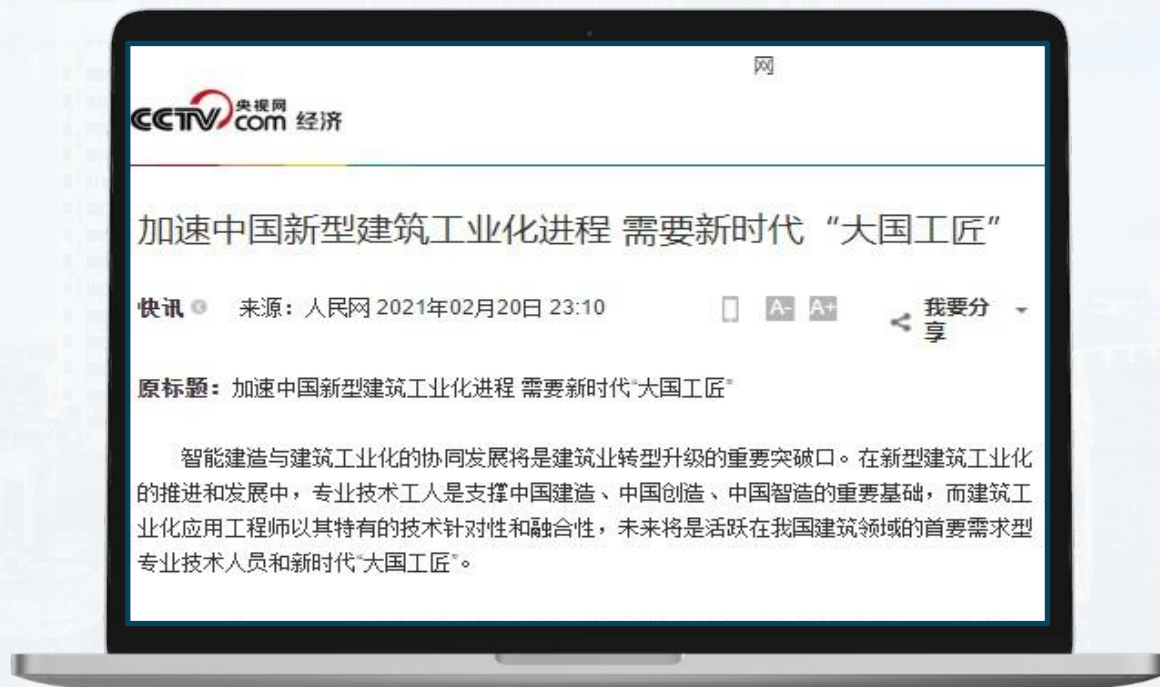 网
CCTV 央视网
com 经济
加速中国新型建筑工业化进程 需要新时代“大国工匠”
快讯 来源：人民网 2021年02月20日 23:10 A- A+ 我要分
享
原标题：加速中国新型建筑工业化进程 需要新时代“大国工匠”
智能建造与建筑工业化的协同发展将是建筑业转型升级的重要突破口。在新型建筑工业化
的推进和发展中，专业技术工人是支撑中国建造、中国创造、中国智造的重要基础，而建筑工
业化应用工程师以其特有的技术针对性和融合性，未来将是活跃在我国建筑领域的首要需求型
专业技术人员和新时代“大国工匠”。